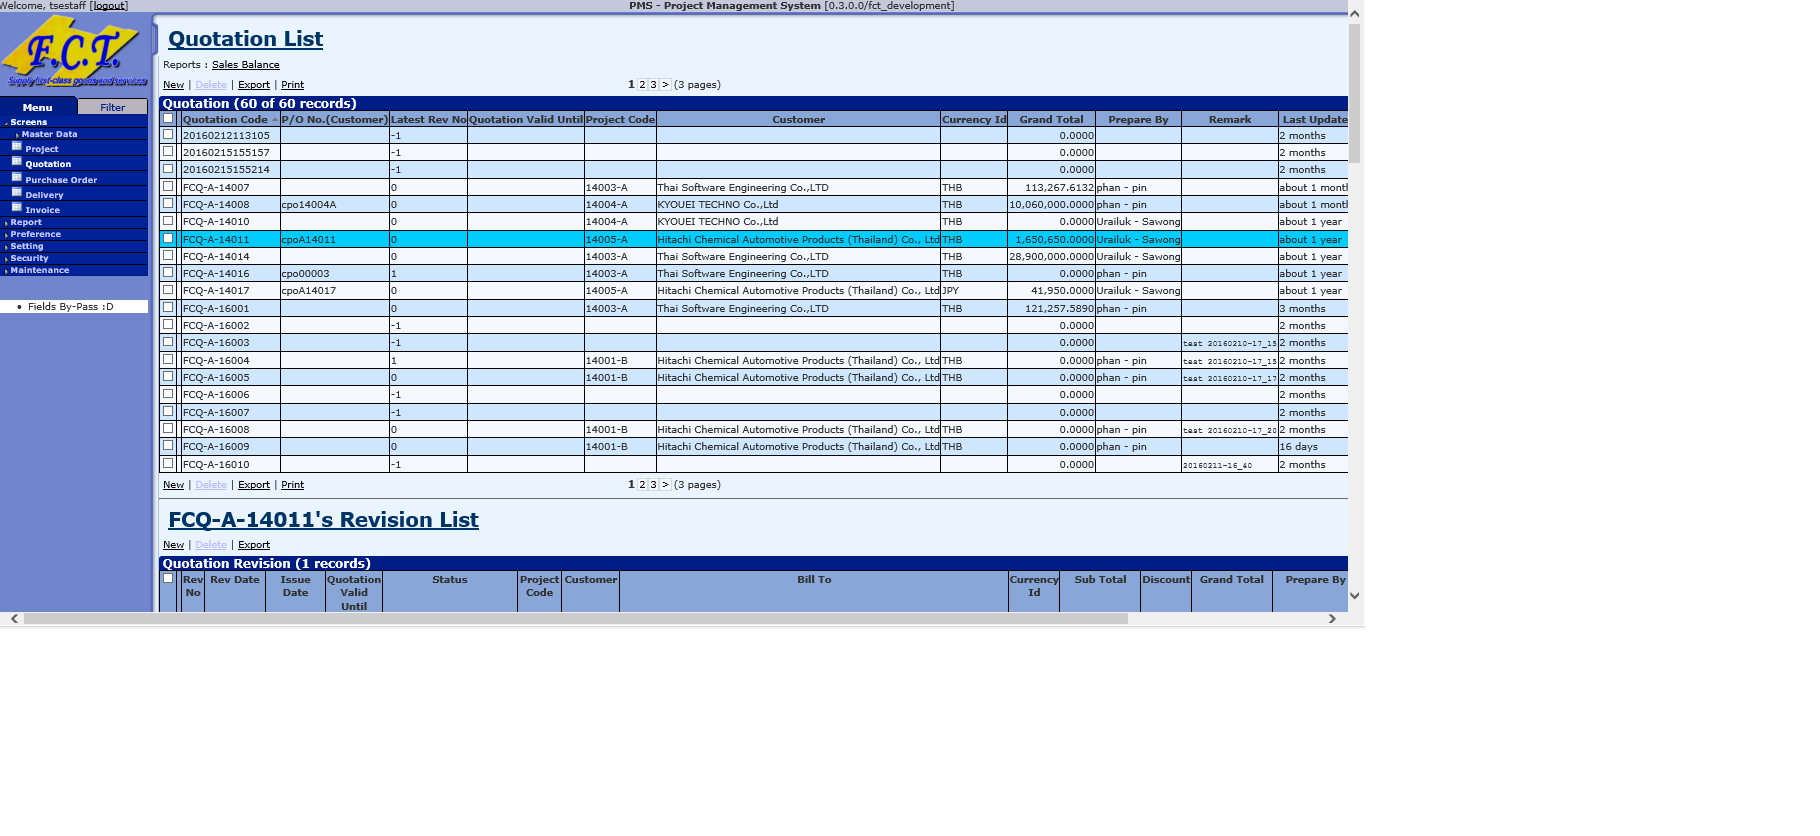 Welcome, tsestaff [logout]
PMS - Project Management System [0.3.0.0/fct_development]
F.C.T.
Supply first-class goods and services
Menu
Filter
Screens
Master Data
Project
Quotation
Purchase Order
Delivery
Invoice
Report
Preference
Setting
Security
Maintenance
Fields By-Pass :D
Quotation List
Reports : Sales Balance
New | Delete | Export | Print
1 2 3 > (3 pages)
Quotation (60 of 60 records)
Quotation Code P/O No.(Customer) Latest Rev No Quotation Valid Until Project Code Customer Currency Id Grand Total Prepare By Remark Last Update
20160212113105 -1 0.0000 2 months
20160215155157 -1 0.0000 2 months
20160215155214 -1 0.0000 2 months
FCQ-A-14007 0 14003-A Thai Software Engineering Co.,LTD THB 113,267.6132 phan - pin about 1 month
FCQ-A-14008 cpo14004A 0 14004-A KYOUEI TECHNO Co.,Ltd THB 10,060,000.0000 phan - pin about 1 month
FCQ-A-14010 0 14004-A KYOUEI TECHNO Co.,Ltd THB 0.0000 Urailuk - Sawong about 1 year
FCQ-A-14011 cpoA14011 0 14005-A Hitachi Chemical Automotive Products (Thailand) Co., Ltd THB 1,650,650.0000 Urailuk - Sawong about 1 year
FCQ-A-14014 0 14003-A Thai Software Engineering Co.,LTD THB 28,900,000.0000 Urailuk - Sawong about 1 year
FCQ-A-14016 cpo00003 1 14003-A Thai Software Engineering Co.,LTD THB 0.0000 phan - pin about 1 year
FCQ-A-14017 cpoA14017 0 14005-A Hitachi Chemical Automotive Products (Thailand) Co., Ltd JPY 41,950.0000 Urailuk - Sawong about 1 year
FCQ-A-16001 0 14003-A Thai Software Engineering Co.,LTD THB 121,257.5890 phan - pin 3 months
FCQ-A-16002 -1 0.0000 2 months
FCQ-A-16003 -1 0.0000 test 20160210-17_15 2 months
FCQ-A-16004 1 14001-B Hitachi Chemical Automotive Products (Thailand) Co., Ltd THB 0.0000 phan - pin test 20160210-17_15 2 months
FCQ-A-16005 0 14001-B Hitachi Chemical Automotive Products (Thailand) Co., Ltd THB 0.0000 phan - pin test 20160210-17_17 2 months
FCQ-A-16006 -1 0.0000 2 months
FCQ-A-16007 -1 0.0000 2 months
FCQ-A-16008 0 14001-B Hitachi Chemical Automotive Products (Thailand) Co., Ltd THB 0.0000 phan - pin test 20160210-17_20 2 months
FCQ-A-16009 0 14001-B Hitachi Chemical Automotive Products (Thailand) Co., Ltd THB 0.0000 phan - pin 16 days
FCQ-A-16010 -1 0.0000 20160211-16_40 2 months
New | Delete | Export | Print
1 2 3 > (3 pages)
FCQ-A-14011's Revision List
New | Delete | Export
Quotation Revision (1 records)
Rev No Rev Date Issue Date Quotation Valid Until Status Project Code Customer Bill To Currency Id Sub Total Discount Grand Total Prepare By